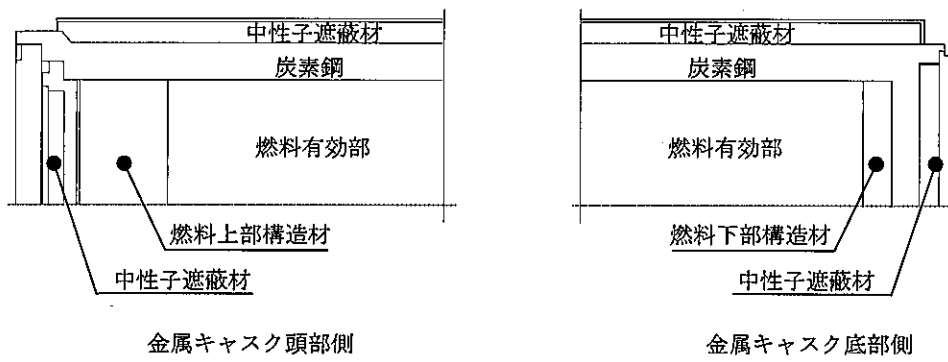 中性子遮蔽材
炭素鋼
燃料有効部
燃料上部構造材
中性子遮蔽材
金属キャスク頭部側
中性子遮蔽材
炭素鋼
燃料有効部
燃料下部構造材
中性子遮蔽材
金属キャスク底部側